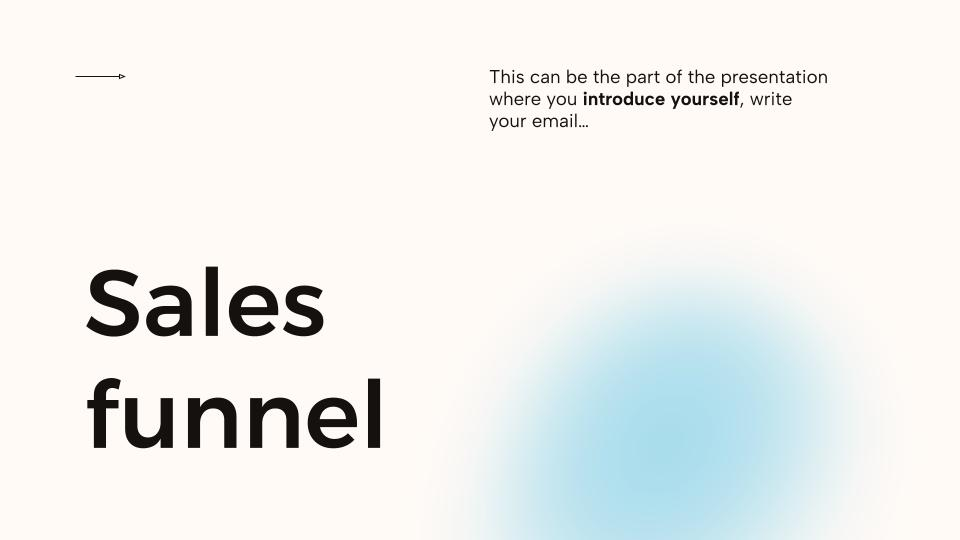 This can be the part of the presentation
where you introduce yourself, write
your email…
Sales
funnel